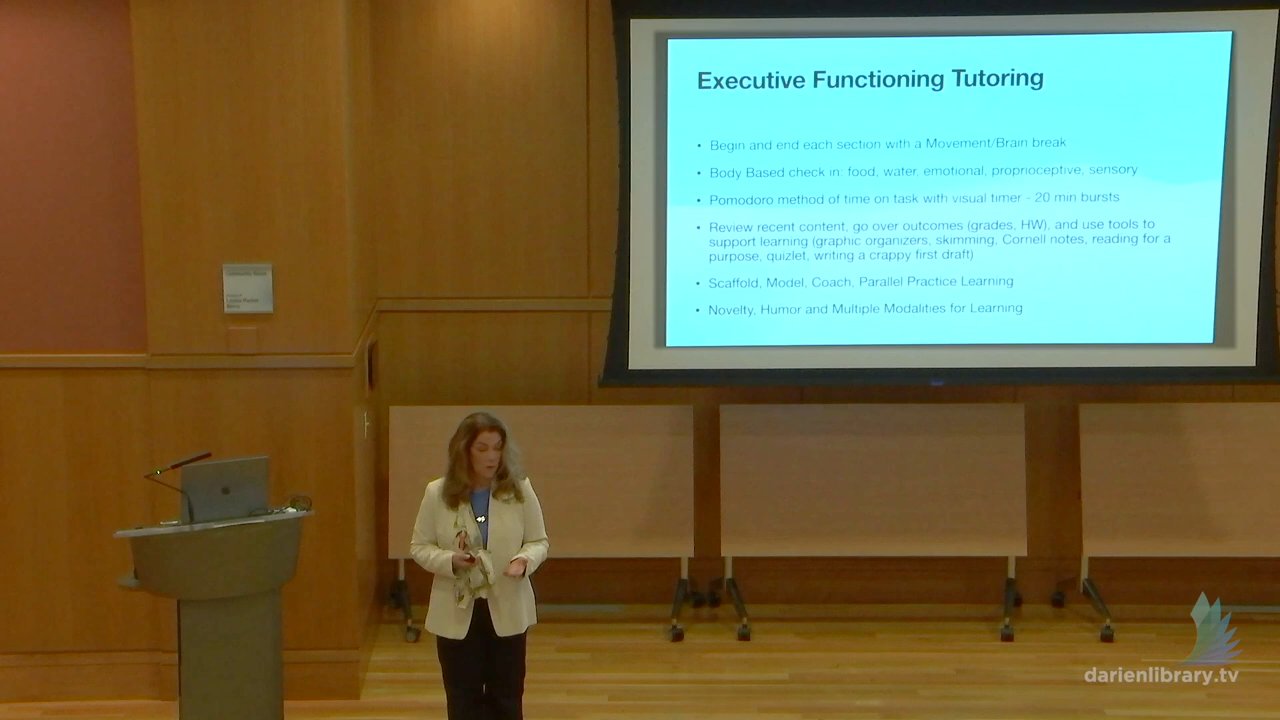 Executive Functioning Tutoring
• Begin and end each section with a Movement/Brain break
• Body Based check in: food, water. emotional, proprioceptive, sensory
• Pomodoro method of time on task with visual timer - 20 min bursts
• Review recent content, go over outcomes (grades, HW), and use tools to
support learning (graphic organizers, skimming, Cornell notes, reading for a
purpose, quizlet, writing a crappy first draft)
• Scaffold, Model, Coach, Parallel Practice Learning
• Novelty, Humor and Multiple Modalities for Learning
Community Room
darienlibrary.tv